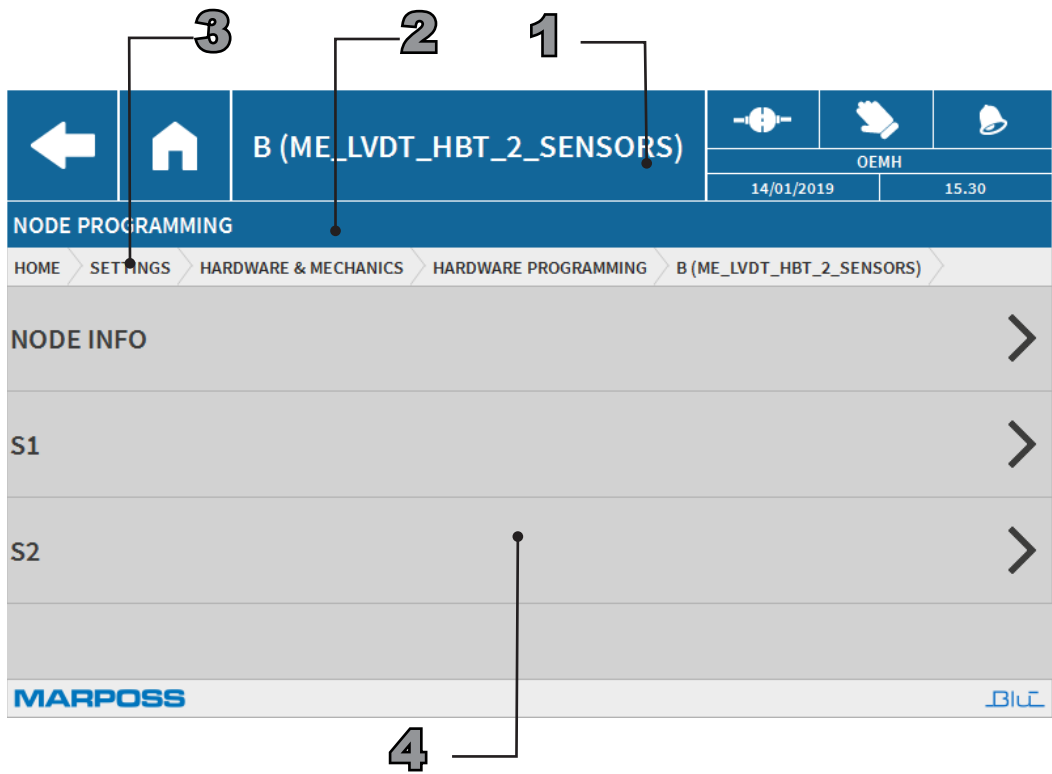 3 2 1
B (ME_LVDT_HBT_2_SENSORS)
OEMH
14/01/2019 15.30
NODE PROGRAMMING
HOME SETTINGS HARDWARE & MECHANICS HARDWARE PROGRAMMING B (ME_LVDT_HBT_2_SENSORS)
NODE INFO
S1
S2
MARPOSS BLÚ
4